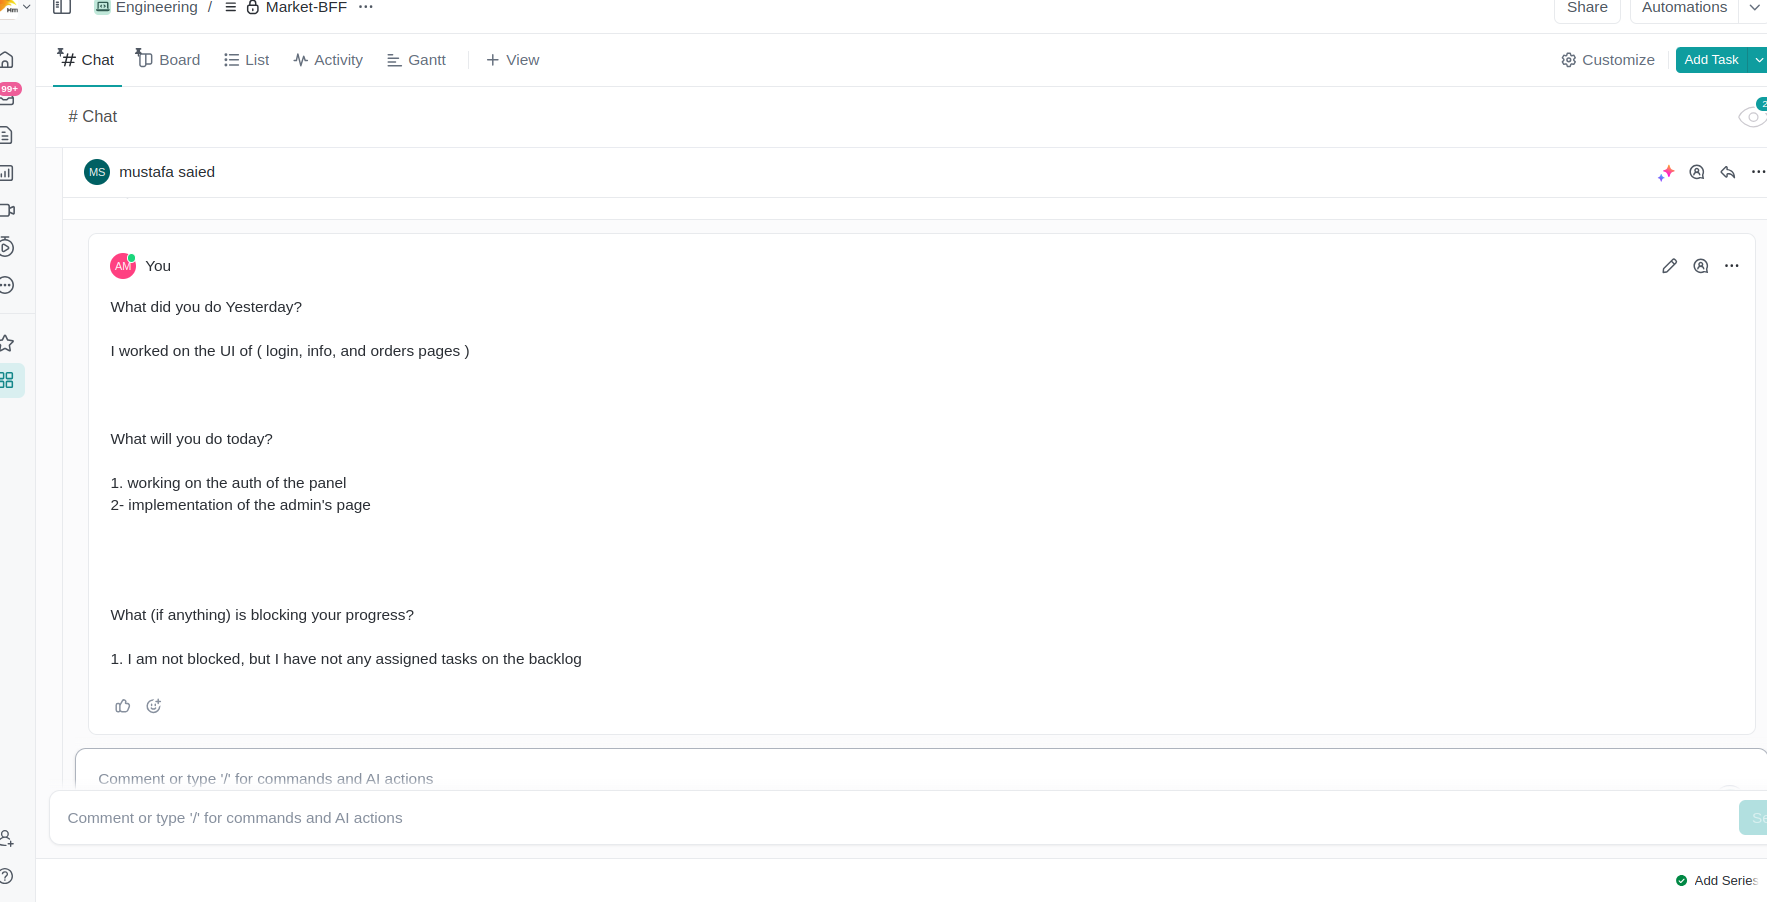 Engineering / Market-BFF ...
Share
Automations
Chat
Board
List
Activity
Gantt
+ View
Customize
Add Task
99+
# Chat
2
MS
mustafa saied
AM
You
What did you do Yesterday?
I worked on the UI of ( login, info, and orders pages )
What will you do today?
1. working on the auth of the panel
2- implementation of the admin's page
What (if anything) is blocking your progress?
1. I am not blocked, but I have not any assigned tasks on the backlog
Comment or type '/' for commands and AI actions
Comment or type '/' for commands and AI actions
Se
Add Series